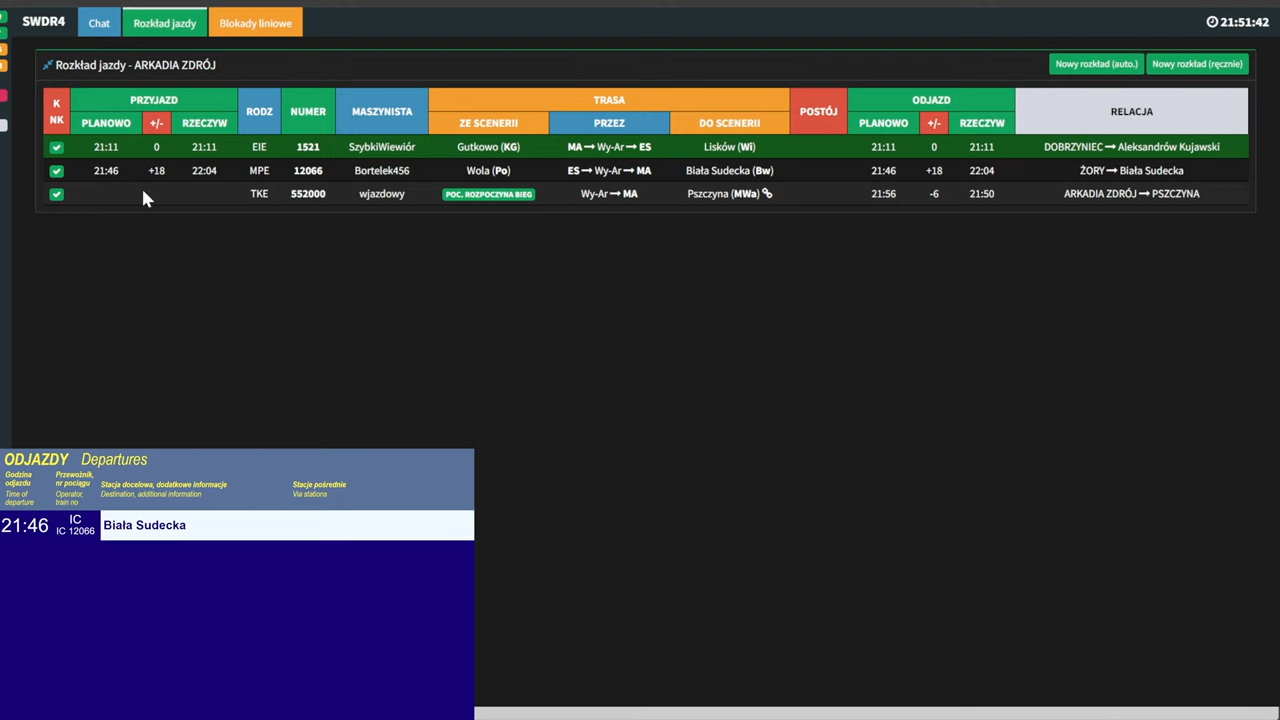 SWDR4 Chat Rozkład jazdy Blokady liniowe 21:51:42
Rozkład jazdy - ARKADIA ZDRÓJ Nowy rozkład (auto.) Nowy rozkład (ręcznie)
K NK PRZYJAZD RODZ NUMER MASZYNISTA TRASA POSTÓJ ODJAZD RELACJA
PLANOWO +/- RZECZYW ZE SCENERII PRZEZ DO SCENERII PLANOWO +/- RZECZYW
21:11 0 21:11 EIE 1521 SzybkiWiewiór Gutkowo (KG) MA → Wy-Ar → ES Lisków (Wi) 21:11 0 21:11 DOBRZYNIEC → Aleksandrów Kujawski
21:46 +18 22:04 MPE 12066 Bortelek456 Wola (Po) ES → Wy-Ar → MA Biała Sudecka (Bw) 21:46 +18 22:04 ŻORY → Biała Sudecka
TKE 552000 wjazdowy POC. ROZPOCZYNA BIEG Wy-Ar → MA Pszczyna (MWa) 21:56 -6 21:50 ARKADIA ZDRÓJ → PSZCZYNA
ODJAZDY Departures
Godzina odjazdu Przewoźnik, nr pociągu Stacja docelowa, dodatkowe informacje Stacje pośrednie
Time of departure Operator, train no Destination, additional information Via stations
21:46 IC IC 12066 Biała Sudecka